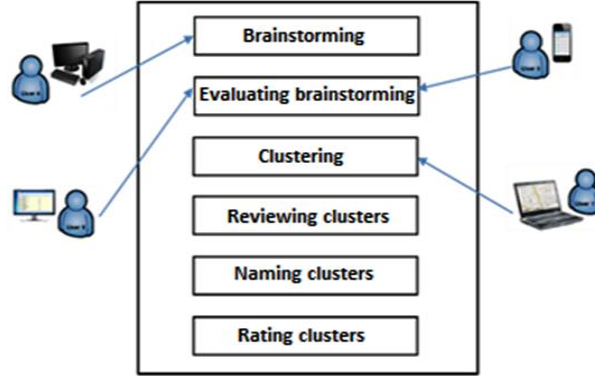 Brainstorming
Evaluating brainstorming
Clustering
Reviewing clusters
Naming clusters
Rating clusters